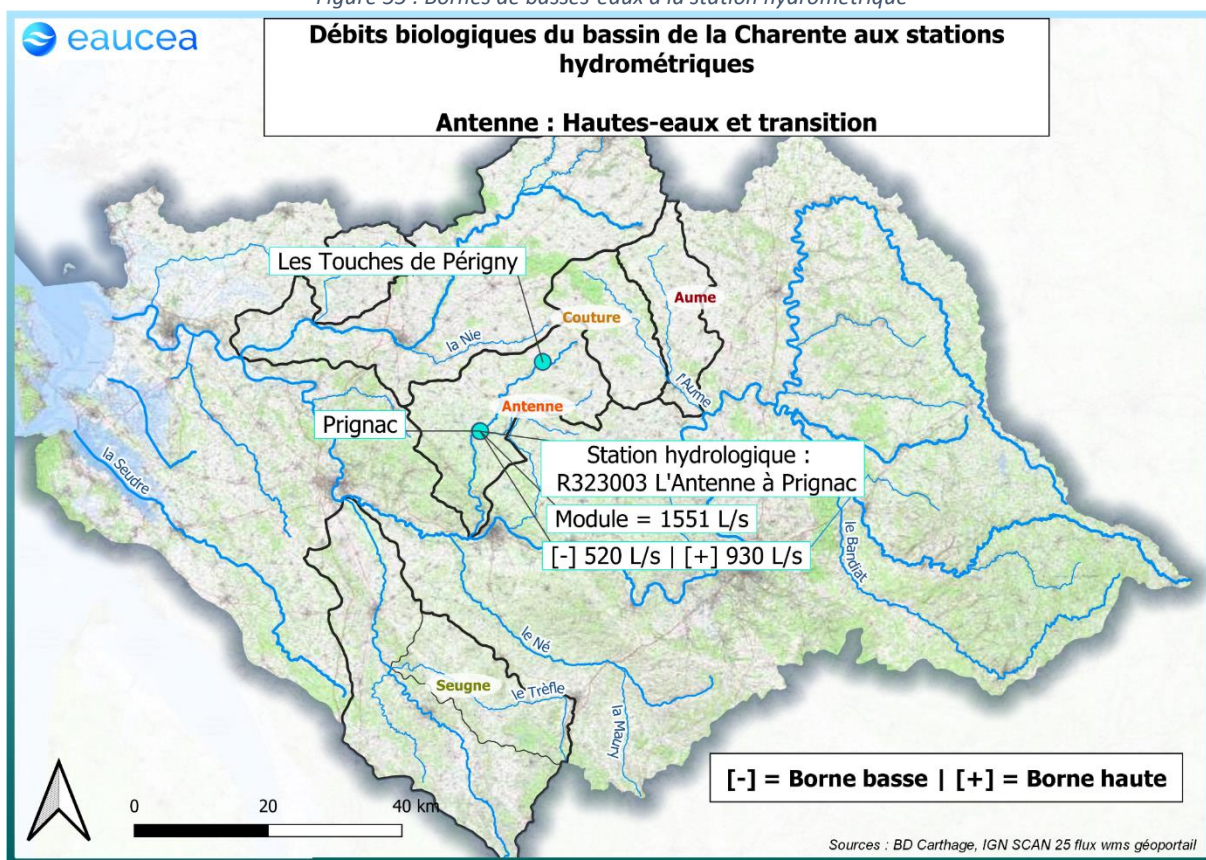 Figure 33 : Bornes de basses-eaux à la station hydrométrique
eaucea
Débits biologiques du bassin de la Charente aux stations
hydrométriques
Antenne : Hautes-eaux et transition
Les Touches de Périgny
Aume
Couture
la Nie
l'Aume
Antenne
Prignac
Station hydrologique :
R323003 L'Antenne à Prignac
la Seudre
Module = 1551 L/s
[-] 520 L/s | [+] 930 L/s
le Bandiat
le Né
Seugne
le Trèfle
la Maury
[-] = Borne basse | [+] = Borne haute
0 20 40 km
Sources : BD Carthage, IGN SCAN 25 flux wms géoportail